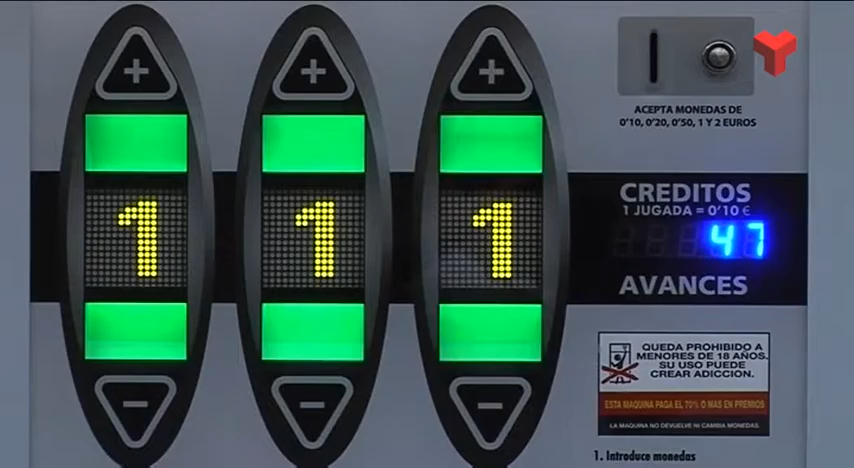 + + +
ACEPTA MONEDAS DE
0'10, 0'20, 0'50, 1 Y 2 EUROS
1 1 1
CREDITOS
1 JUGADA = 0'10 €
47
AVANCES
QUEDA PROHIBIDO A
MENORES DE 18 AÑOS.
SU USO PUEDE
CREAR ADICCION.
ESTA MAQUINA PAGA EL 70% O MAS EN PREMIOS
LA MAQUINA NO DEVUELVE NI CAMBIA MONEDAS.
- - -
1. Introduce monedas